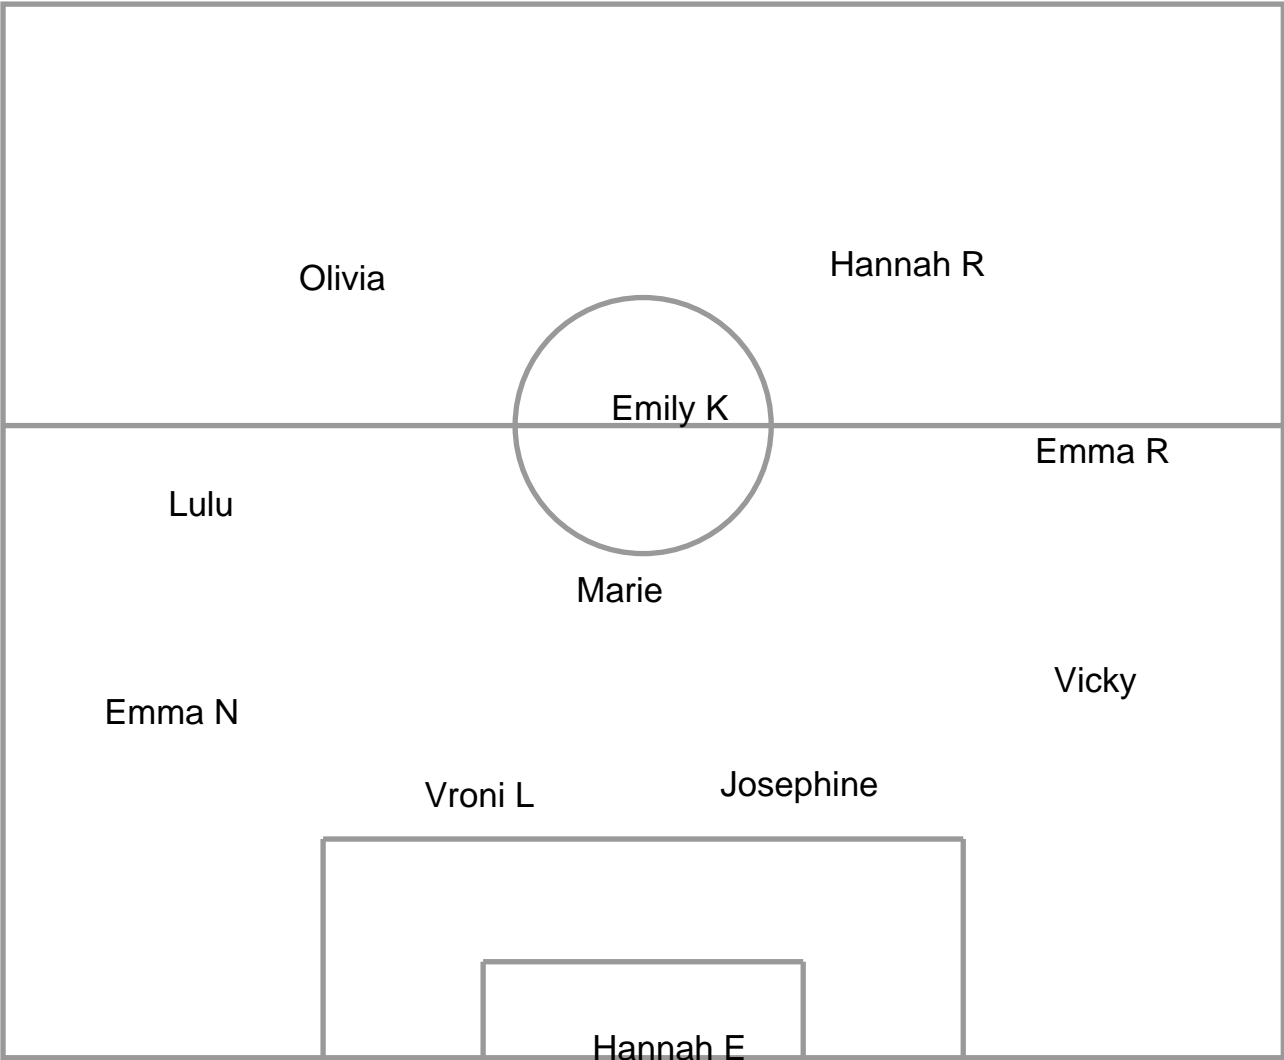 Hannah R
Olivia
Emily K
Emma R
Lulu
Marie
Vicky
Emma N
Josephine
Vroni L
Hannah E